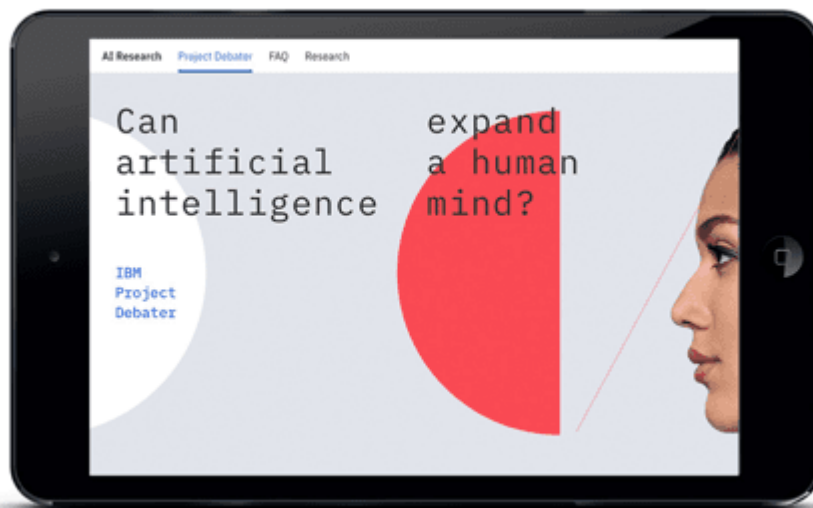 AI Research Project Debater FAQ Research
Can
artificial
intelligence
expand
a human
mind?
IBM
Project
Debater